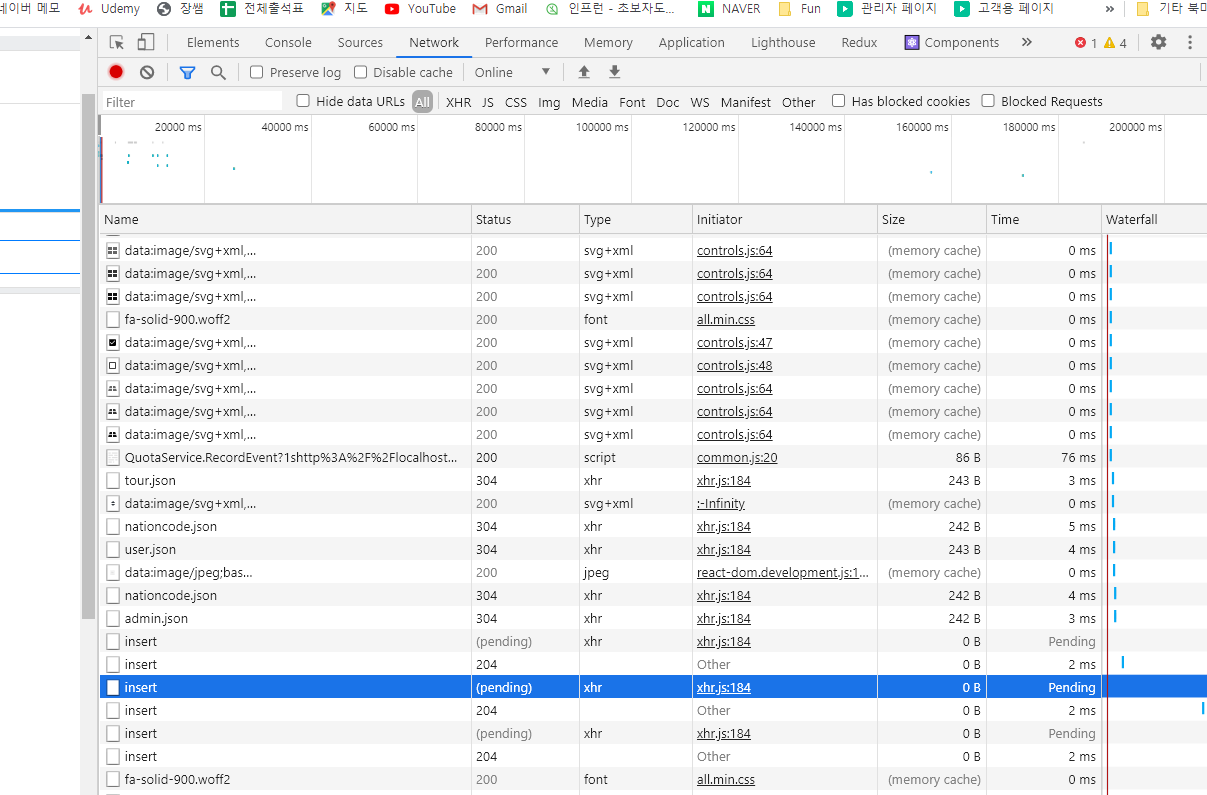 네이버 메모 Udemy 장쌤 전체출석표 지도 YouTube Gmail 인프런 - 초보자도... NAVER Fun 관리자 페이지 고객용 페이지 » 기타 북마
Elements Console Sources Network Performance Memory Application Lighthouse Redux Components » 1 4
Preserve log Disable cache Online ▼
Filter Hide data URLs All XHR JS CSS Img Media Font Doc WS Manifest Other Has blocked cookies Blocked Requests
20000 ms 40000 ms 60000 ms 80000 ms 100000 ms 120000 ms 140000 ms 160000 ms 180000 ms 200000 ms
Name Status Type Initiator Size Time Waterfall
data:image/svg+xml,... 200 svg+xml controls.js:64 (memory cache) 0 ms
data:image/svg+xml,... 200 svg+xml controls.js:64 (memory cache) 0 ms
data:image/svg+xml,... 200 svg+xml controls.js:64 (memory cache) 0 ms
fa-solid-900.woff2 200 font all.min.css (memory cache) 0 ms
data:image/svg+xml,... 200 svg+xml controls.js:47 (memory cache) 0 ms
data:image/svg+xml,... 200 svg+xml controls.js:48 (memory cache) 0 ms
data:image/svg+xml,... 200 svg+xml controls.js:64 (memory cache) 0 ms
data:image/svg+xml,... 200 svg+xml controls.js:64 (memory cache) 0 ms
data:image/svg+xml,... 200 svg+xml controls.js:64 (memory cache) 0 ms
QuotaService.RecordEvent?1shttp%3A%2F%2Flocalhost... 200 script common.js:20 86 B 76 ms
tour.json 304 xhr xhr.js:184 243 B 3 ms
data:image/svg+xml,... 200 svg+xml :-Infinity (memory cache) 0 ms
nationcode.json 304 xhr xhr.js:184 242 B 5 ms
user.json 304 xhr xhr.js:184 243 B 4 ms
data:image/jpeg;bas... 200 jpeg react-dom.development.js:1... (memory cache) 0 ms
nationcode.json 304 xhr xhr.js:184 242 B 4 ms
admin.json 304 xhr xhr.js:184 242 B 3 ms
insert (pending) xhr xhr.js:184 0 B Pending
insert 204 Other 0 B 2 ms
insert (pending) xhr xhr.js:184 0 B Pending
insert 204 Other 0 B 2 ms
insert (pending) xhr xhr.js:184 0 B Pending
insert 204 Other 0 B 2 ms
fa-solid-900.woff2 200 font all.min.css (memory cache) 0 ms